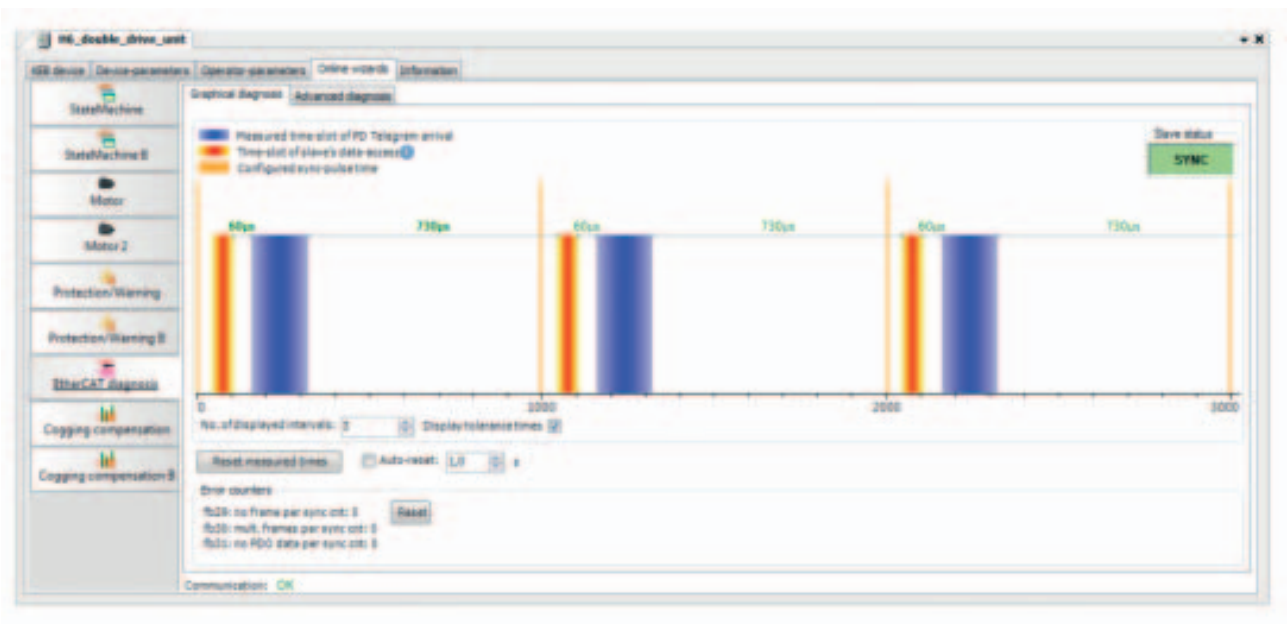 H6_double_drive_unit
KEB device Device-parameters Operator-parameters Online wizards Information
Graphical diagnosis Advanced diagnosis
StateMachine
StateMachine B
Motor
Motor 2
Protection/Warning
Protection/Warning B
EtherCAT diagnosis
Cogging compensation
Cogging compensation B
Measured time-slot of PD Telegram arrival
Time-slot of slave's data-access
Configured sync-pulse time
Slave status
SYNC
60µs 730µs 60µs 730µs 60µs 730µs
0 1000 2000 3000
No. of displayed intervals: 3 Display tolerance times
Reset measured times Auto-reset: 1,0 s
Error counters
fb29: no frame per sync cnt: 0 Reset
fb30: mult. frames per sync cnt: 0
fb31: no PDO data per sync cnt: 0
Communication: OK